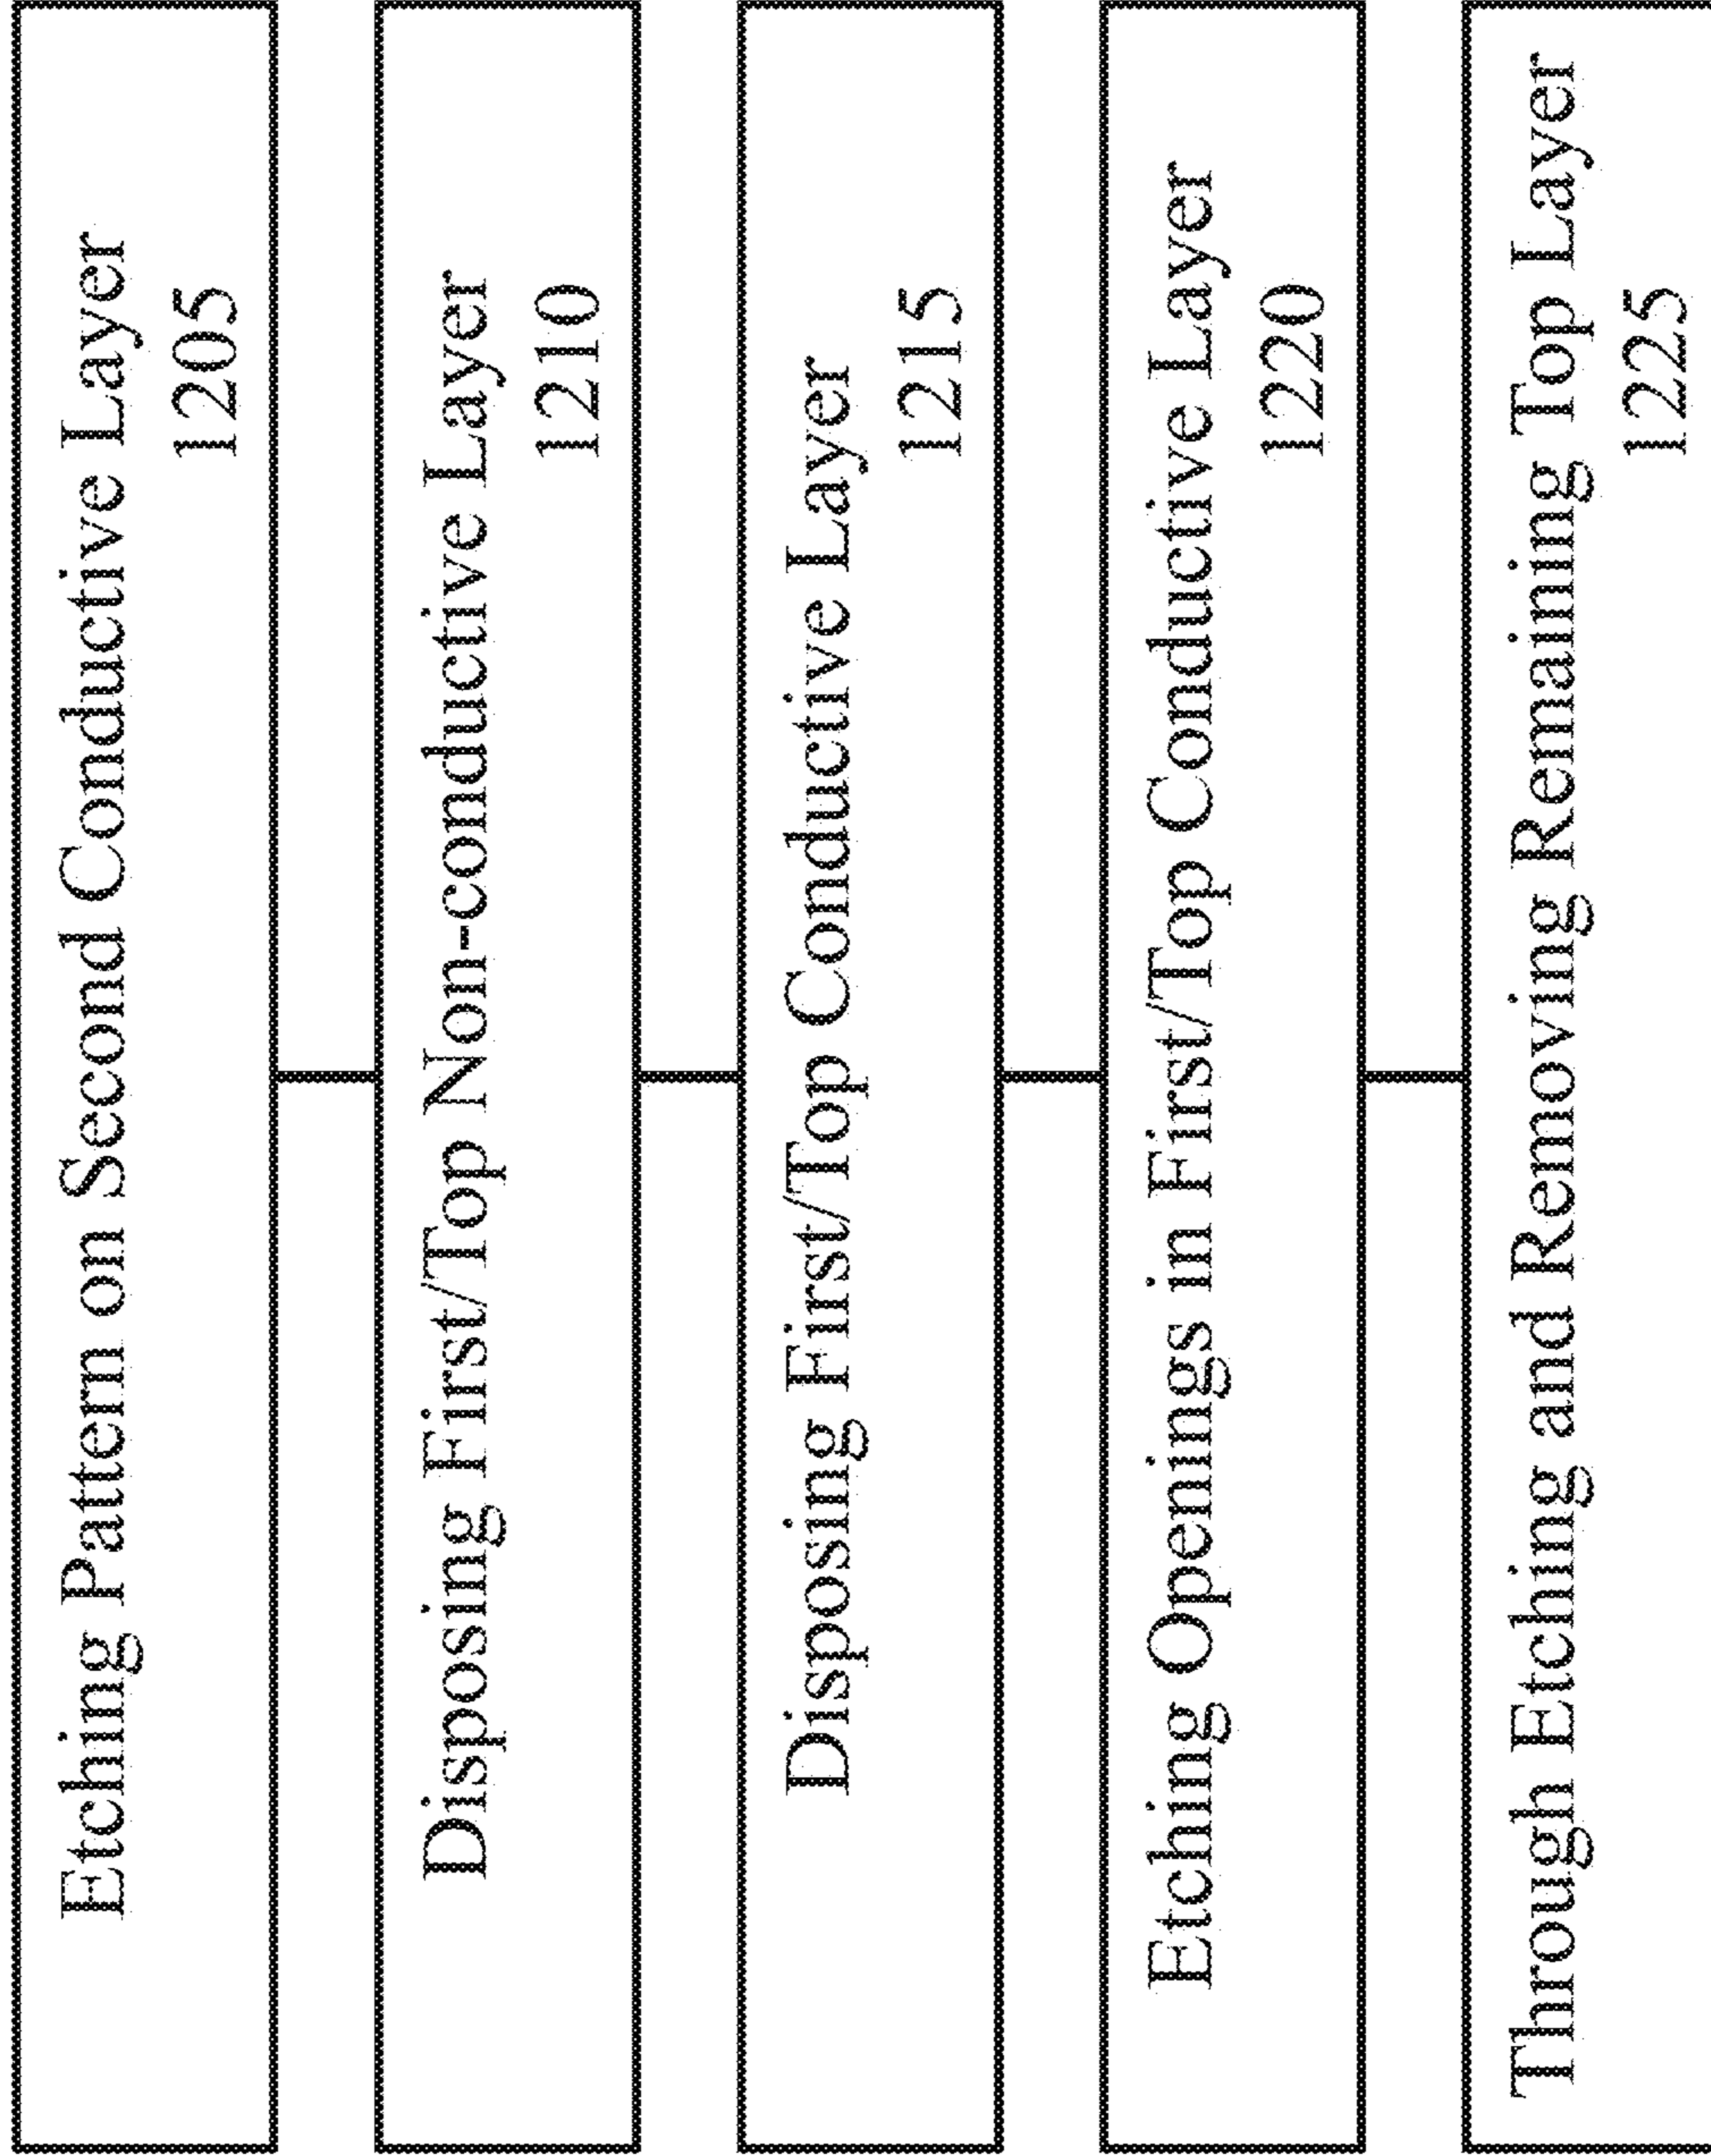 Etching Pattern on Second Conductive Layer
1205
Disposing First/Top Non-conductive Layer
1210
Disposing First/Top Conductive Layer
1215
Etching Openings in First/Top Conductive Layer
1220
Through Etching and Removing Remaining Top Layer
1225